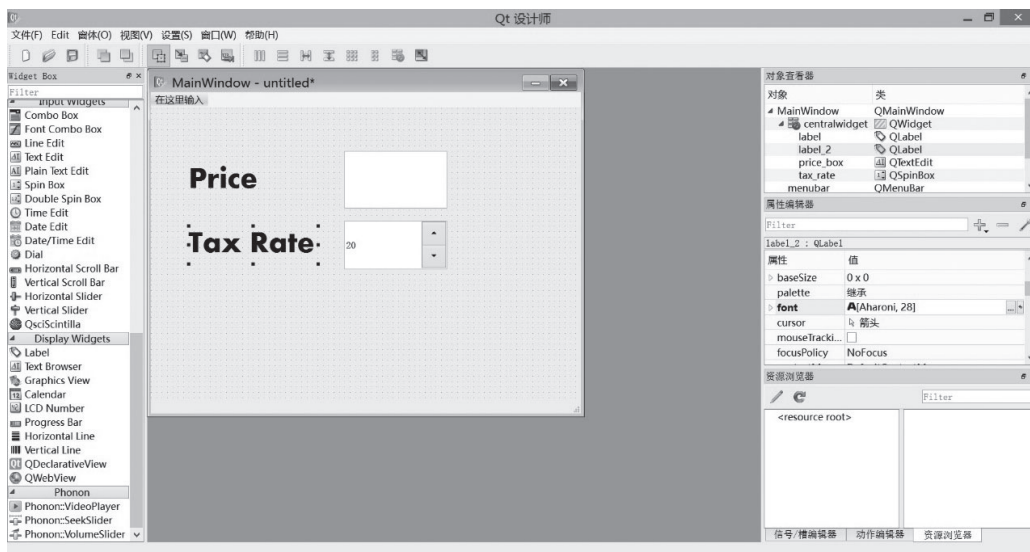 Qt 设计师
文件(F) Edit 窗体(O) 视图(V) 设置(S) 窗口(W) 帮助(H)
Widget Box
Filter
Input Widgets
Combo Box
Font Combo Box
Line Edit
Text Edit
Plain Text Edit
Spin Box
Double Spin Box
Time Edit
Date Edit
Date/Time Edit
Dial
Horizontal Scroll Bar
Vertical Scroll Bar
Horizontal Slider
Vertical Slider
QsciScintilla
Display Widgets
Label
Text Browser
Graphics View
Calendar
LCD Number
Progress Bar
Horizontal Line
Vertical Line
QDeclarativeView
QWebView
Phonon
Phonon::VideoPlayer
Phonon::SeekSlider
Phonon::VolumeSlider
MainWindow - untitled*
在这里输入
Price
Tax Rate
20
对象查看器
对象 类
MainWindow QMainWindow
centralwidget QWidget
label QLabel
label_2 QLabel
price_box QTextEdit
tax_rate QSpinBox
menubar QMenuBar
属性编辑器
Filter
label_2 : QLabel
属性 值
baseSize 0 x 0
palette 继承
font A [Aharoni, 28]
cursor 箭头
mouseTracki...
focusPolicy NoFocus
资源浏览器
Filter
<resource root>
信号/槽编辑器 动作编辑器 资源浏览器